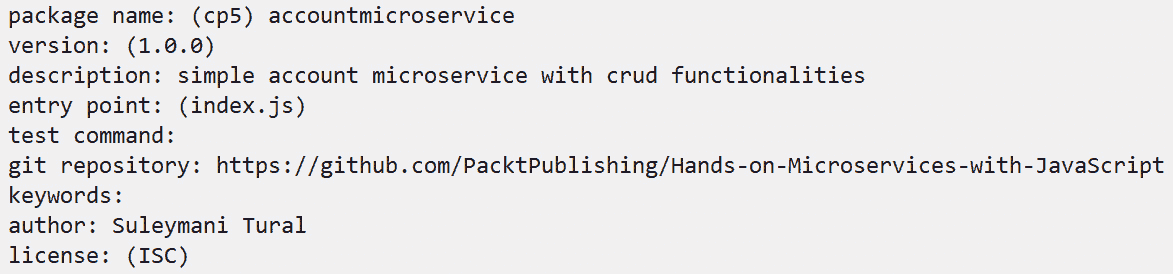 package name: (cp5) accountmicroservice
version: (1.0.0)
description: simple account microservice with crud functionalities
entry point: (index.js)
test command:
git repository: https://github.com/PacktPublishing/Hands-on-Microservices-with-JavaScript
keywords:
author: Suleymani Tural
license: (ISC)